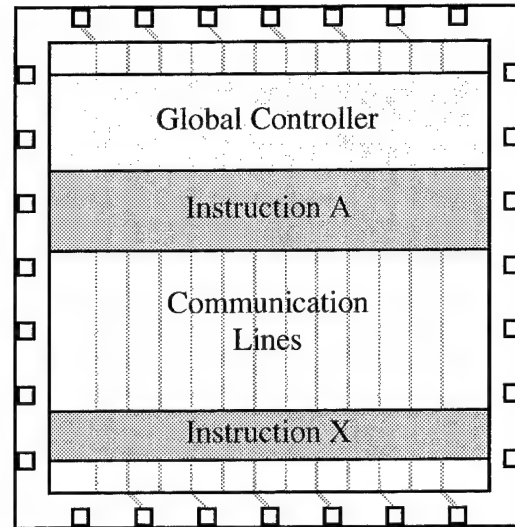 Global Controller
Instruction A
Communication
Lines
Instruction X